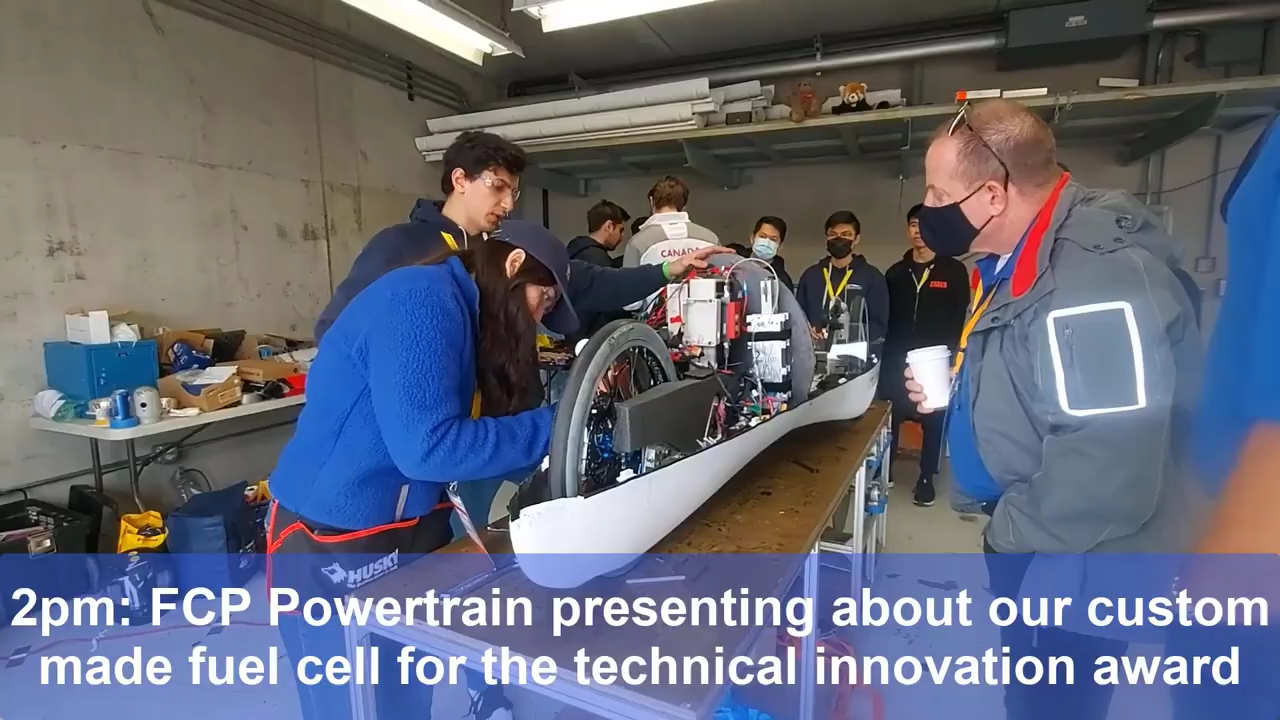 CANADA
HUSKY
2pm: FCP Powertrain presenting about our custom
made fuel cell for the technical innovation award